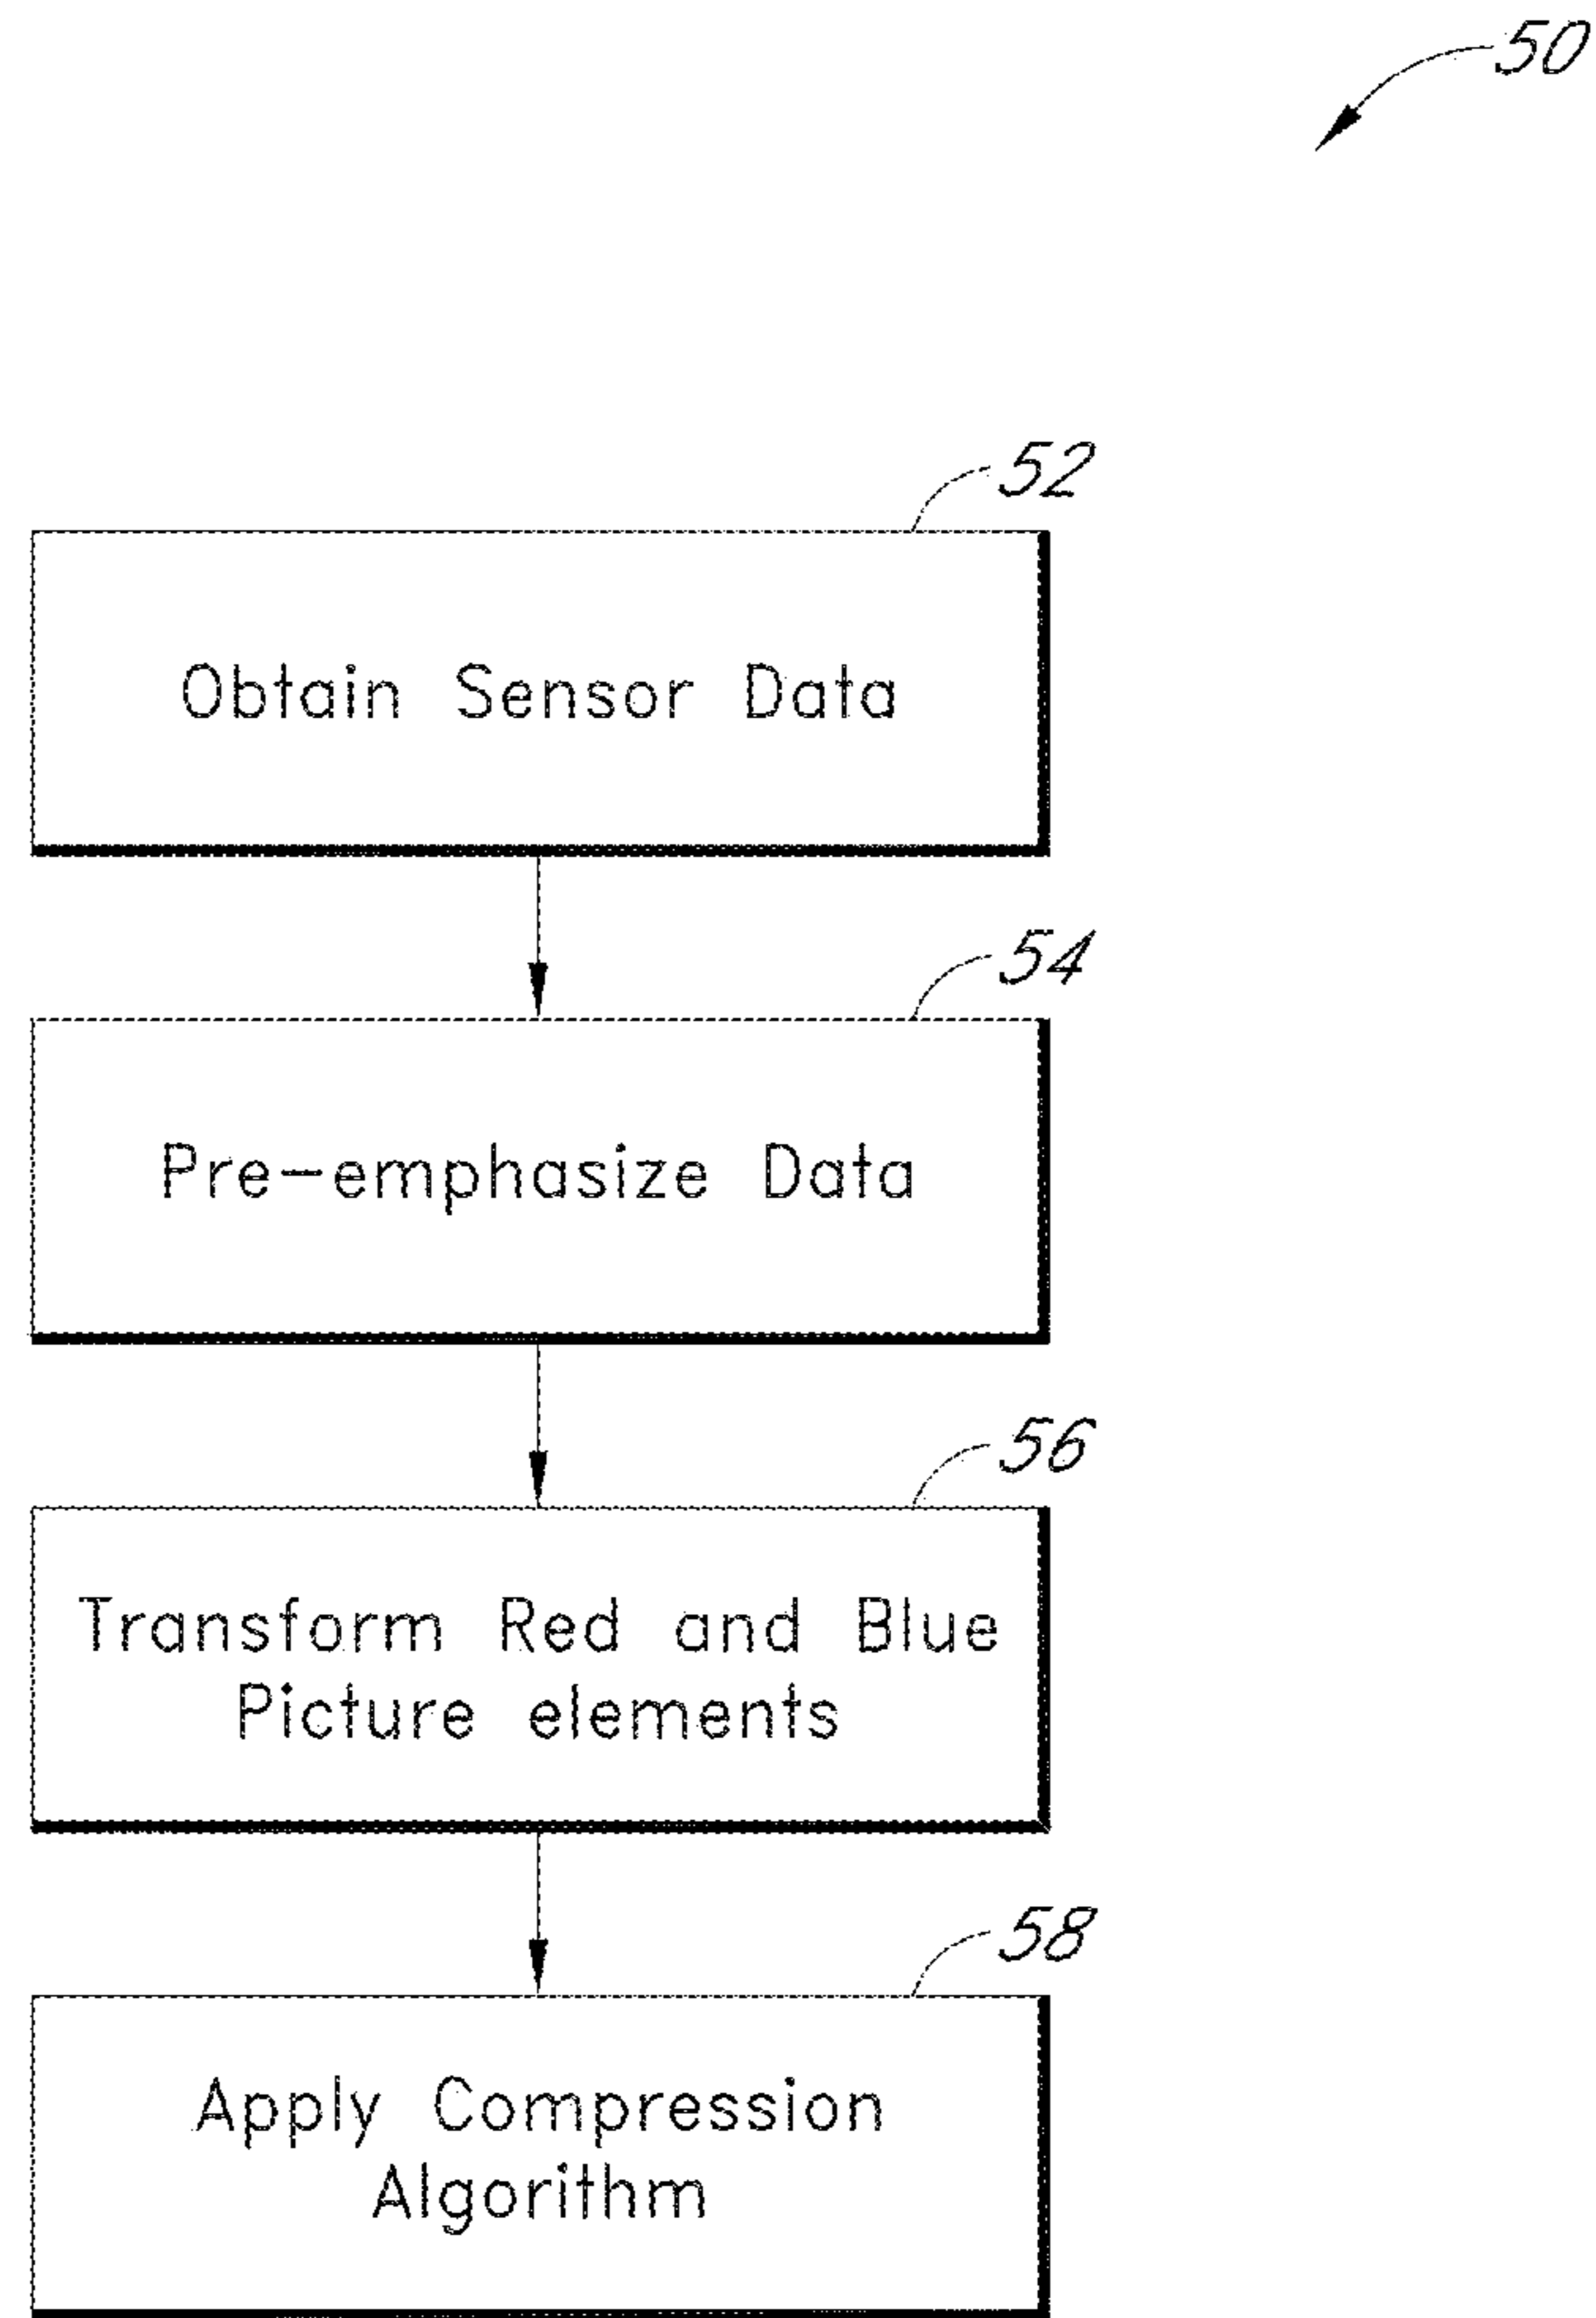 50
52
Obtain Sensor Data
54
Pre-emphasize Data
56
Transform Red and Blue
Picture elements
58
Apply Compression
Algorithm